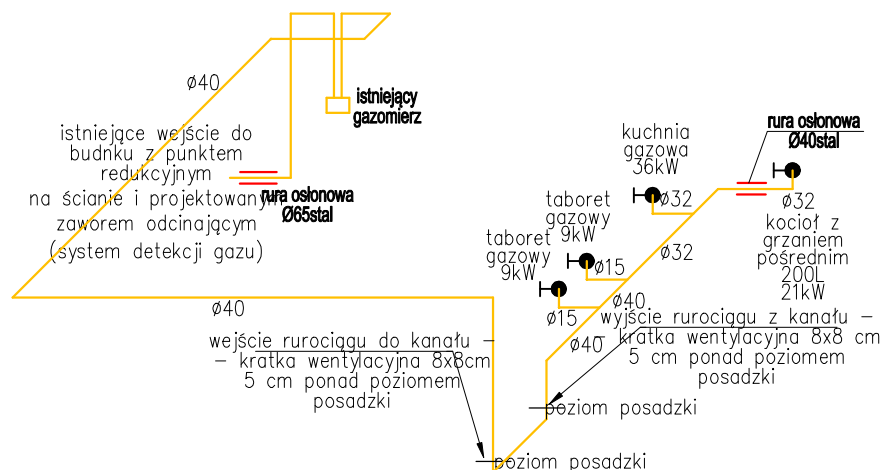 ø40
istniejący
gazomierz
istniejące wejście do
budnku z punktem
redukcyjnym
na ścianie i projektowanym
zaworem odcinającym
(system detekcji gazu)
rura osłonowa
Ø65stal
kuchnia
gazowa
36kW
rura osłonowa
Ø40stal
taboret
gazowy
9kW
taboret
gazowy
9kW
ø32
ø32
kocioł z
grzaniem
pośrednim
200L
21kW
ø32
ø15
ø15
ø40
ø40
ø40
wejście rurociągu do kanału –
– kratka wentylacyjna 8x8cm
5 cm ponad poziomem
posadzki
wyjście rurociągu z kanału –
– kratka wentylacyjna 8x8 cm
5 cm ponad poziomem
posadzki
poziom posadzki
poziom posadzki